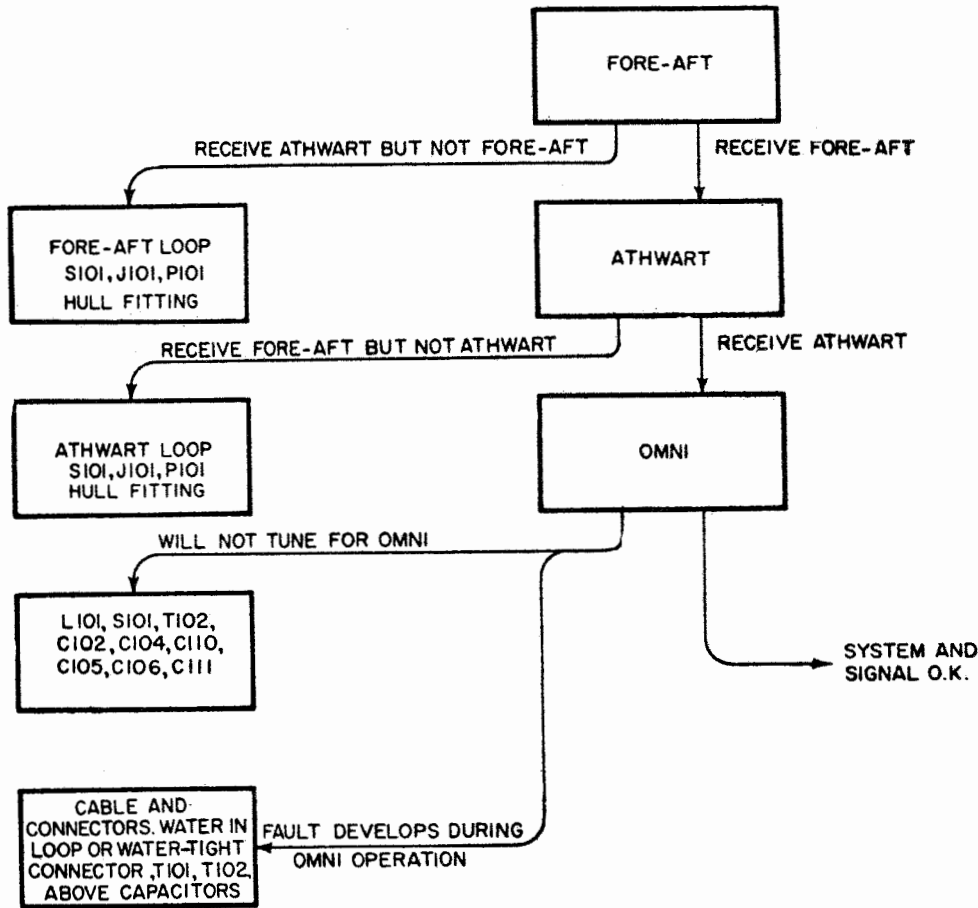 FORE-AFT
RECEIVE ATHWART BUT NOT FORE-AFT
RECEIVE FORE-AFT
FORE-AFT LOOP
S101, J101, P101
HULL FITTING
ATHWART
RECEIVE FORE-AFT BUT NOT ATHWART
RECEIVE ATHWART
ATHWART LOOP
S101, J101, P101
HULL FITTING
OMNI
WILL NOT TUNE FOR OMNI
L101, S101, T102,
C102, C104, C110,
C105, C106, C111
SYSTEM AND
SIGNAL O.K.
CABLE AND
CONNECTORS. WATER IN
LOOP OR WATER-TIGHT
CONNECTOR, T101, T102,
ABOVE CAPACITORS
FAULT DEVELOPS DURING
OMNI OPERATION